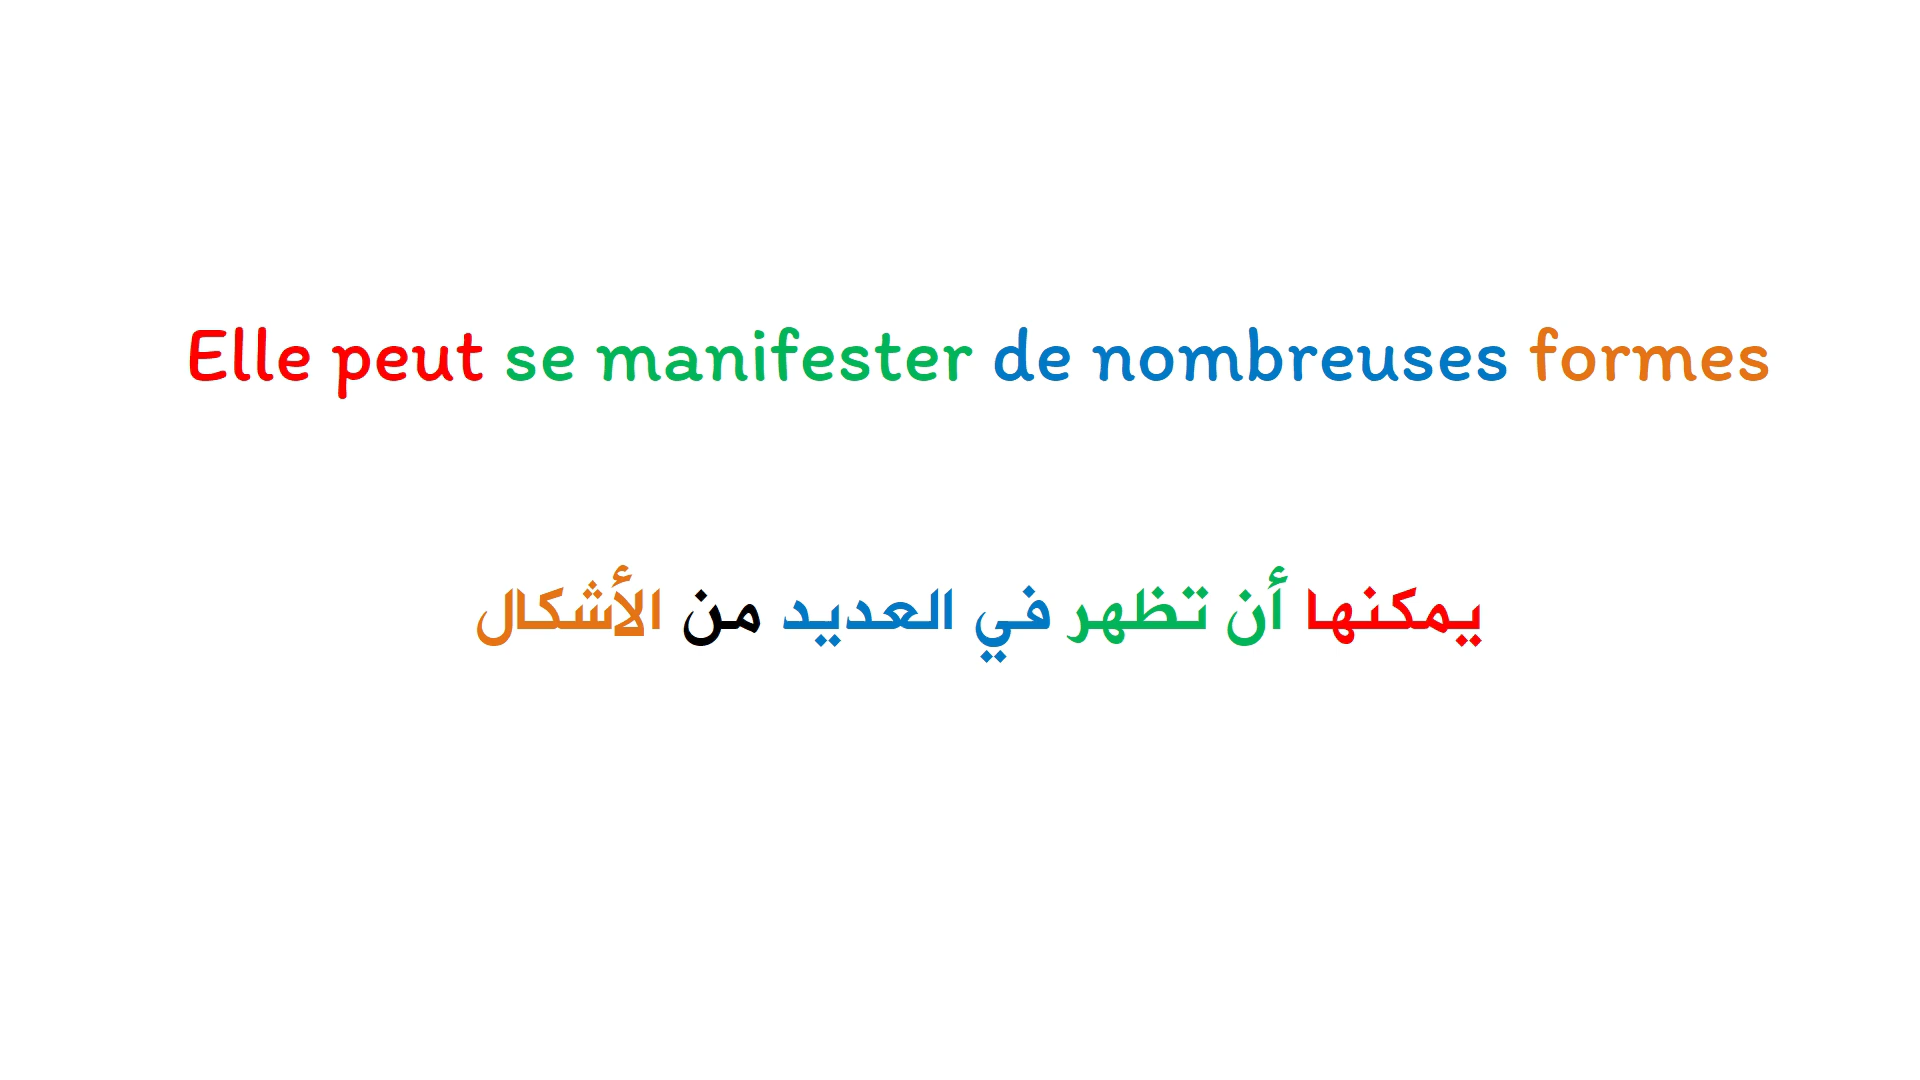 Elle peut se manifester de nombreuses formes
يمكنها أن تظهر في العديد من الأشكال